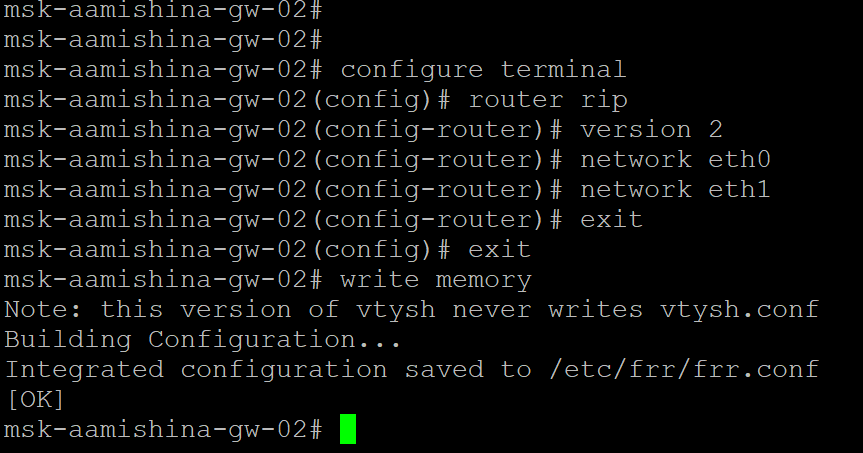 msk-aamishina-gw-02#
msk-aamishina-gw-02#
msk-aamishina-gw-02# configure terminal
msk-aamishina-gw-02(config)# router rip
msk-aamishina-gw-02(config-router)# version 2
msk-aamishina-gw-02(config-router)# network eth0
msk-aamishina-gw-02(config-router)# network eth1
msk-aamishina-gw-02(config-router)# exit
msk-aamishina-gw-02(config)# exit
msk-aamishina-gw-02# write memory
Note: this version of vtysh never writes vtysh.conf
Building Configuration...
Integrated configuration saved to /etc/frr/frr.conf
[OK]
msk-aamishina-gw-02#